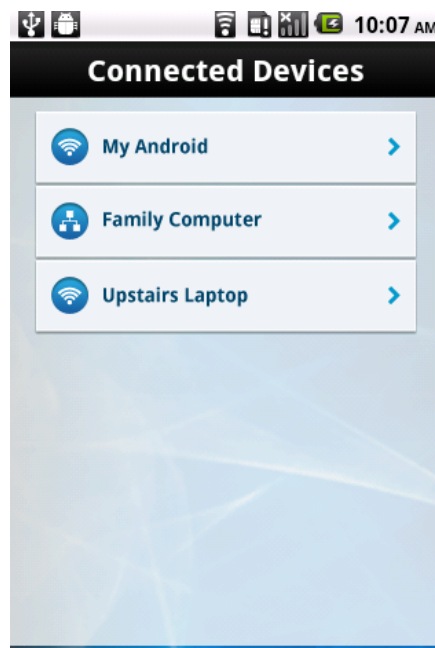 10:07 AM
Connected Devices
My Android
Family Computer
Upstairs Laptop